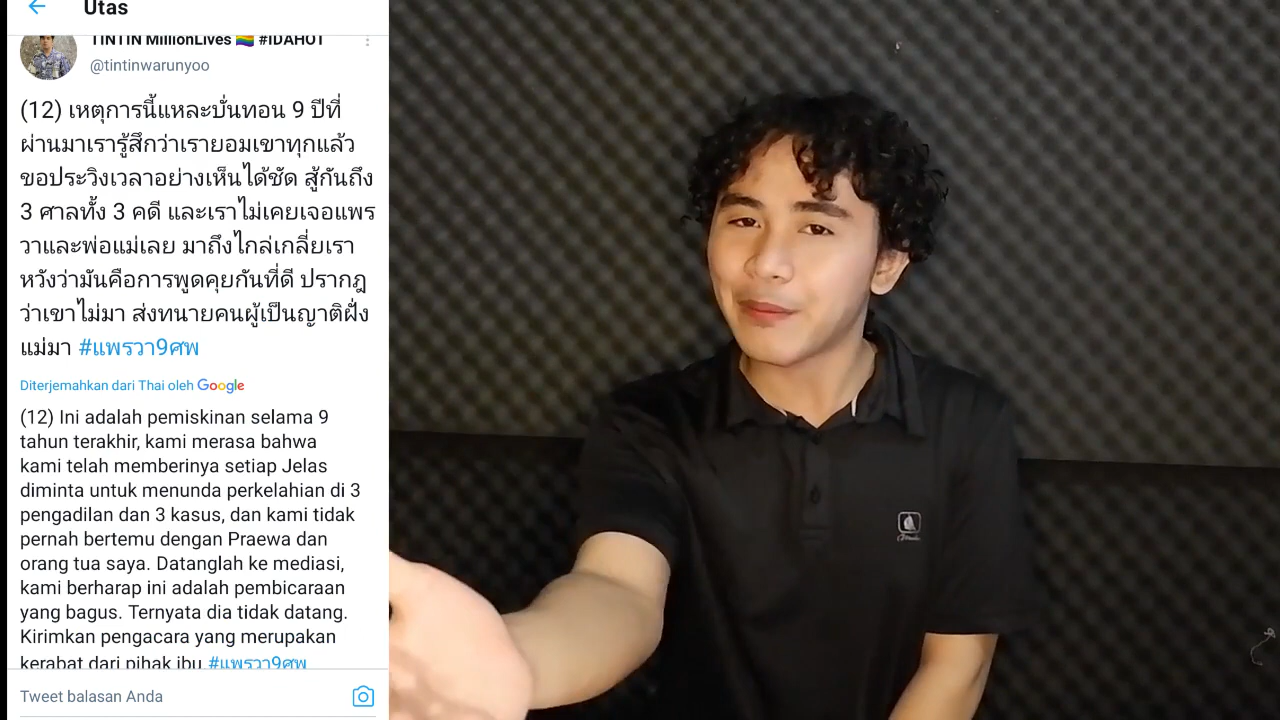 Utas
TINTIN MillionLives 🏳️‍🌈 #IDAHOT
@tintinwarunyoo
(12) เหตุการณ์นี้แหละบั่นทอน 9 ปีที่
ผ่านมาเรารู้สึกว่าเรายอมเขาทุกแล้ว
ขอประวิงเวลาอย่างเห็นได้ชัด สู้กันถึง
3 ศาลทั้ง 3 คดี และเราไม่เคยเจอแพร
วาและพ่อแม่เลย มาถึงไกล่เกลี่ยเรา
หวังว่ามันคือการพูดคุยกันที่ดี ปรากฎ
ว่าเขาไม่มา ส่งทนายคนผู้เป็นญาติฝั่ง
แม่มา #แพรวา9ศพ
Diterjemahkan dari Thai oleh Google
(12) Ini adalah pemiskinan selama 9
tahun terakhir, kami merasa bahwa
kami telah memberinya setiap Jelas
diminta untuk menunda perkelahian di 3
pengadilan dan 3 kasus, dan kami tidak
pernah bertemu dengan Praewa dan
orang tua saya. Datanglah ke mediasi,
kami berharap ini adalah pembicaraan
yang bagus. Ternyata dia tidak datang.
Kirimkan pengacara yang merupakan
kerabat dari pihak ibu #แพรวา9ศพ
Tweet balasan Anda